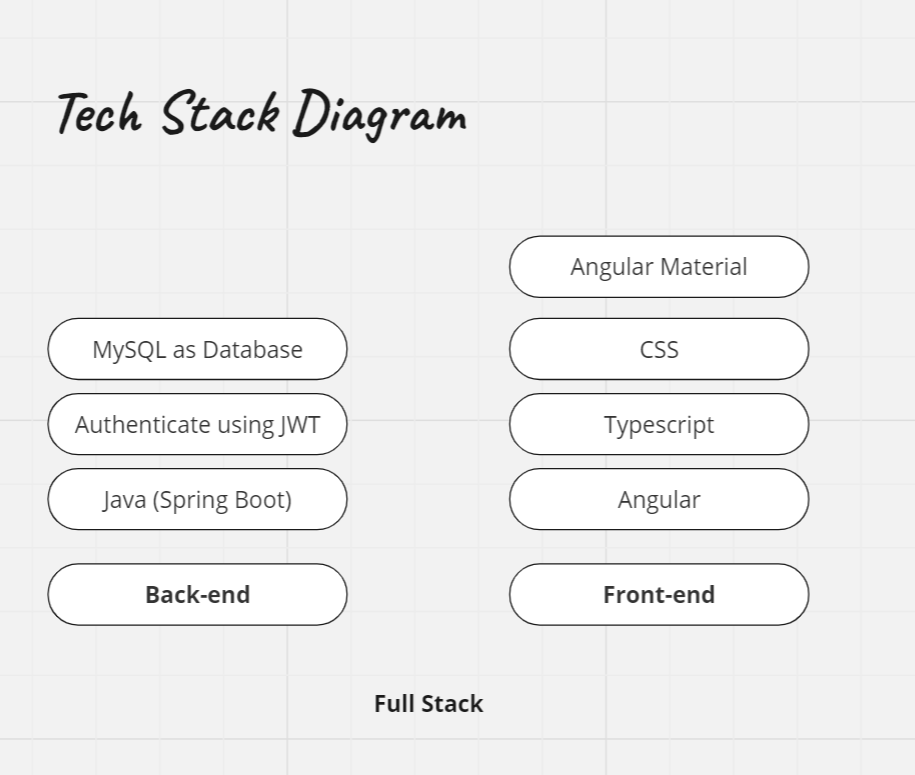 Tech Stack Diagram
Angular Material
MySQL as Database
CSS
Authenticate using JWT
Typescript
Java (Spring Boot)
Angular
Back-end
Front-end
Full Stack